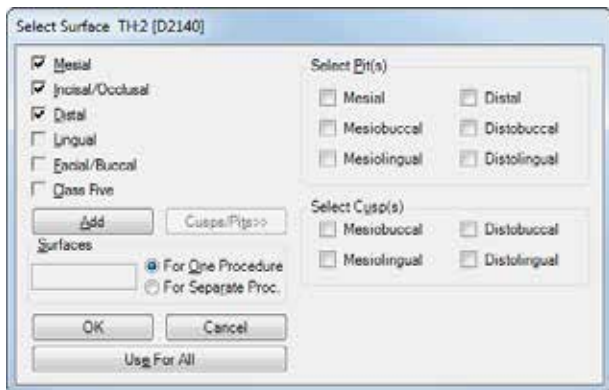 Select Surface TH:2 [D2140]
Mesial
Incisal/Occlusal
Distal
Lingual
Facial/Buccal
Class Five
Add
Cusps/Pits>>
Surfaces
For One Procedure
For Separate Proc.
OK
Cancel
Use For All
Select Pit(s)
Mesial
Distal
Mesiobuccal
Distobuccal
Mesiolingual
Distolingual
Select Cusp(s)
Mesiobuccal
Distobuccal
Mesiolingual
Distolingual